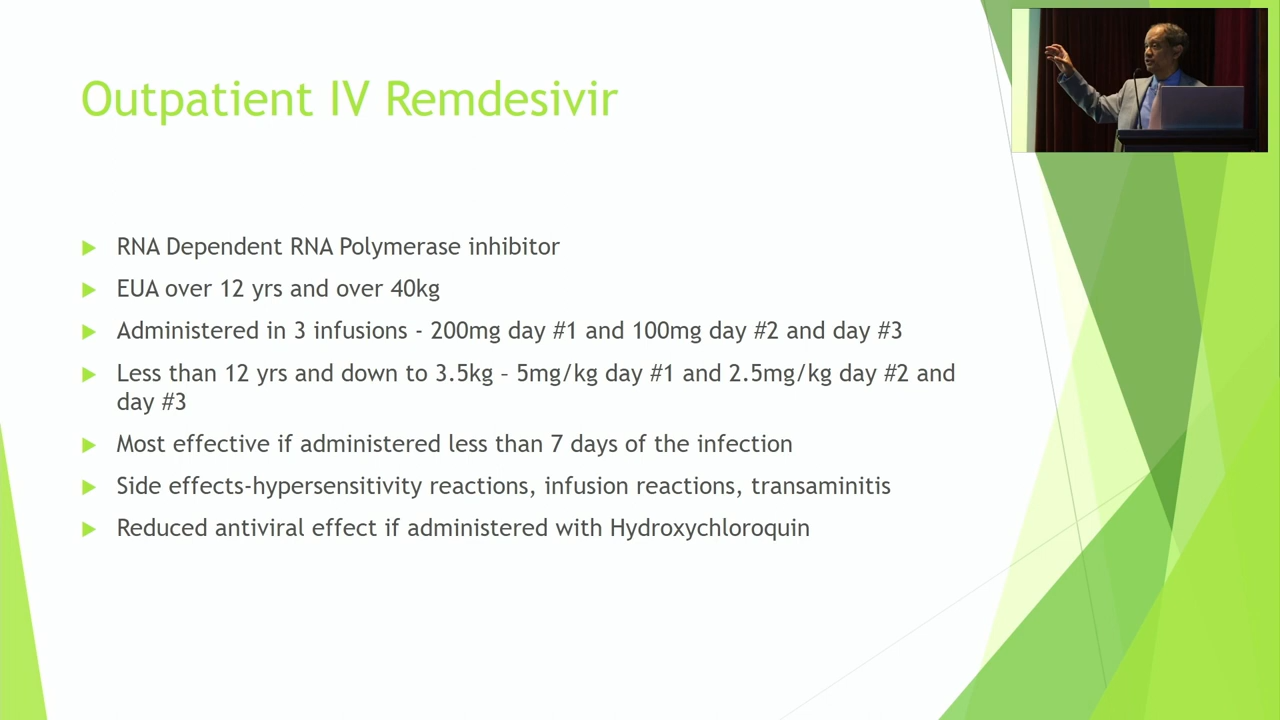 Outpatient IV Remdesivir
RNA Dependent RNA Polymerase inhibitor
EUA over 12 yrs and over 40kg
Administered in 3 infusions - 200mg day #1 and 100mg day #2 and day #3
Less than 12 yrs and down to 3.5kg – 5mg/kg day #1 and 2.5mg/kg day #2 and
day #3
Most effective if administered less than 7 days of the infection
Side effects-hypersensitivity reactions, infusion reactions, transaminitis
Reduced antiviral effect if administered with Hydroxychloroquin